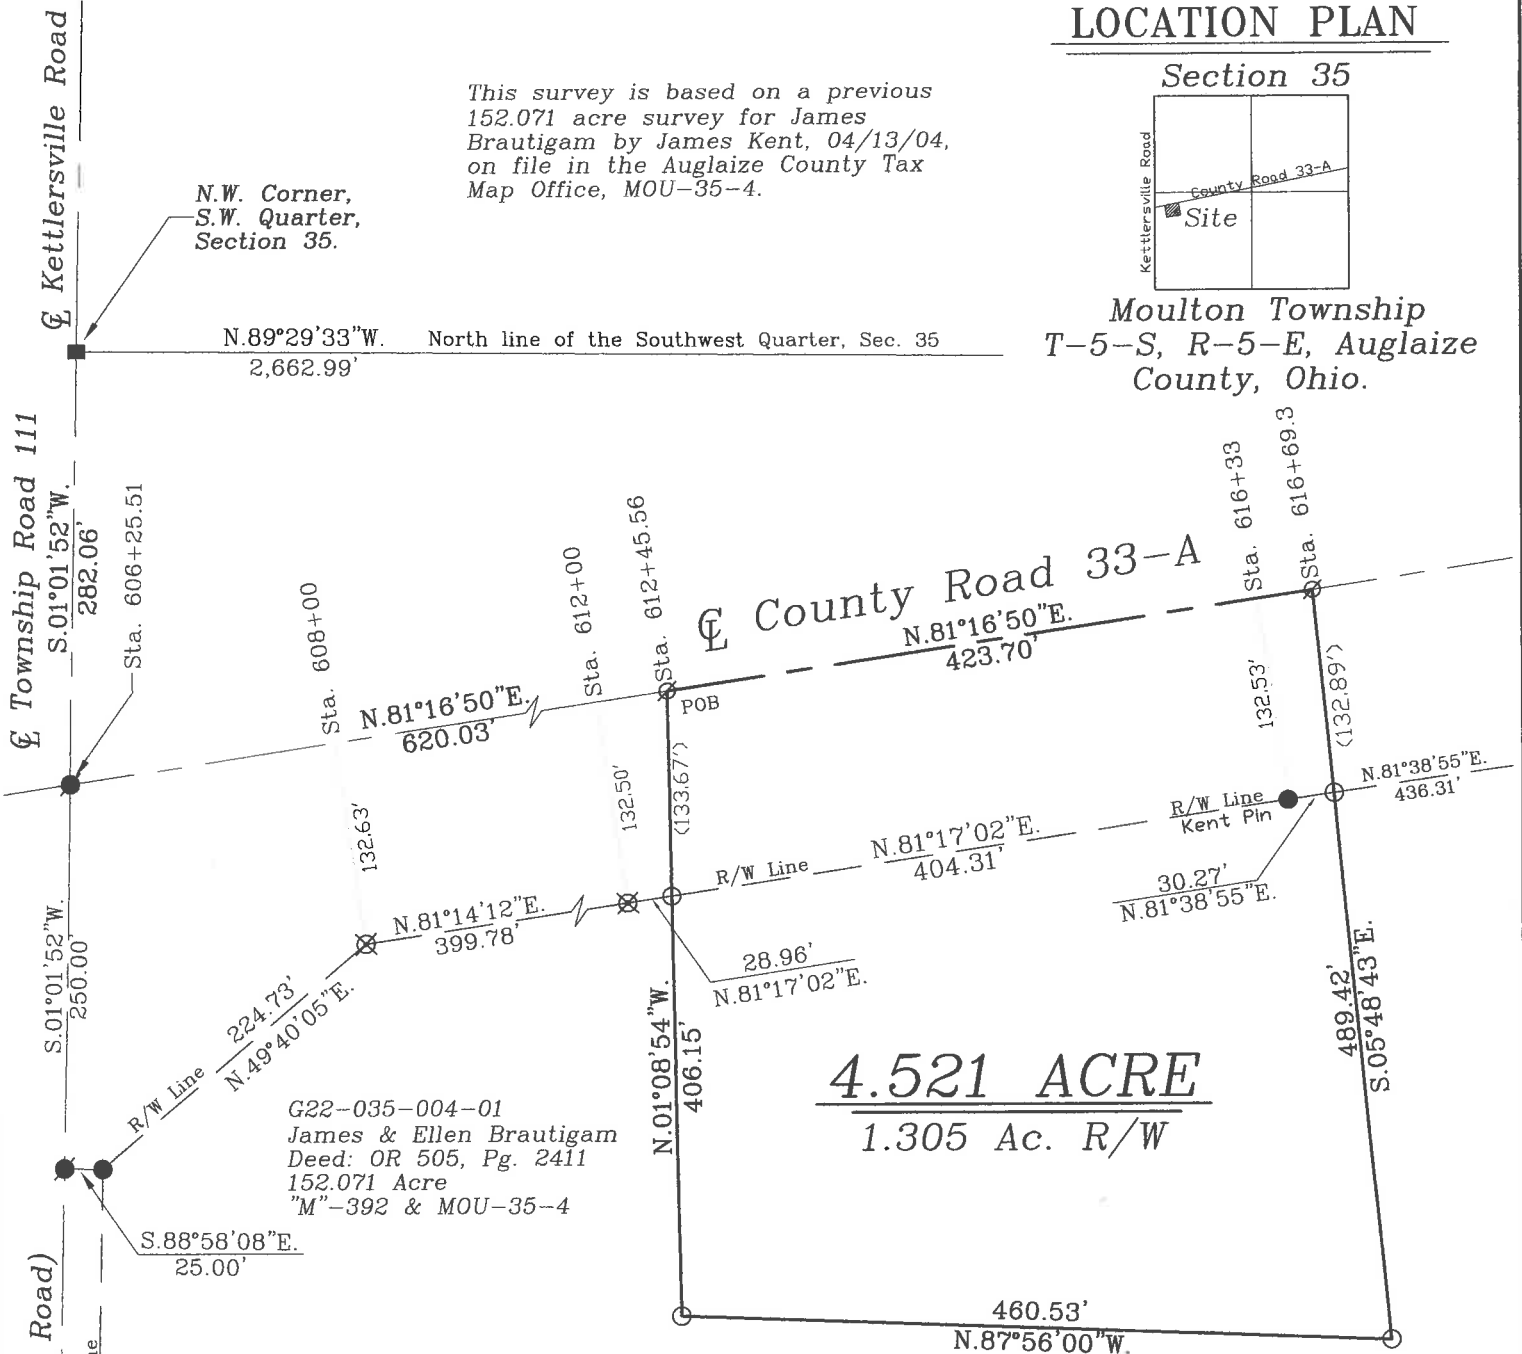 LOCATION PLAN
Section 35
Kettlersville Road
County Road 33-A
Site
Moulton Township
T-5-S, R-5-E, Auglaize
County, Ohio.
This survey is based on a previous
152.071 acre survey for James
Brautigam by James Kent, 04/13/04,
on file in the Auglaize County Tax
Map Office, MOU-35-4.
℄ Kettlersville Road
N.W. Corner,
S.W. Quarter,
Section 35.
N.89°29'33"W. North line of the Southwest Quarter, Sec. 35
2,662.99'
℄ Township Road 111
S.01°01'52"W.
282.06'
Sta. 606+25.51
Sta. 608+00
Sta. 612+00
Sta. 612+45.56
Sta. 616+33
Sta. 616+69.3
℄ County Road 33-A
N.81°16'50"E.
423.70'
N.81°16'50"E.
620.03'
POB
132.63'
132.50'
(133.67')
132.53'
(132.89')
N.81°38'55"E.
436.31'
R/W Line
Kent Pin
N.81°17'02"E.
404.31'
R/W Line
30.27'
N.81°38'55"E.
N.81°14'12"E.
399.78'
28.96'
N.81°17'02"E.
S.01°01'52"W.
250.00'
224.73'
N.49°40'05"E.
R/W Line
N.01°08'54"W.
406.15'
489.42'
S.05°48'43"E.
4.521 ACRE
1.305 Ac. R/W
G22-035-004-01
James & Ellen Brautigam
Deed: OR 505, Pg. 2411
152.071 Acre
"M"-392 & MOU-35-4
S.88°58'08"E.
25.00'
Road)
460.53'
N.87°56'00"W.